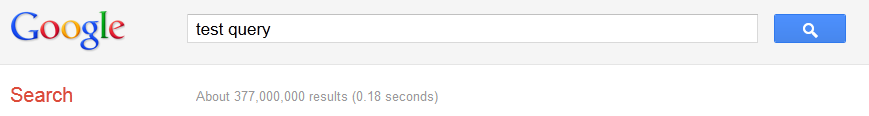 Google test query
Search About 377,000,000 results (0.18 seconds)